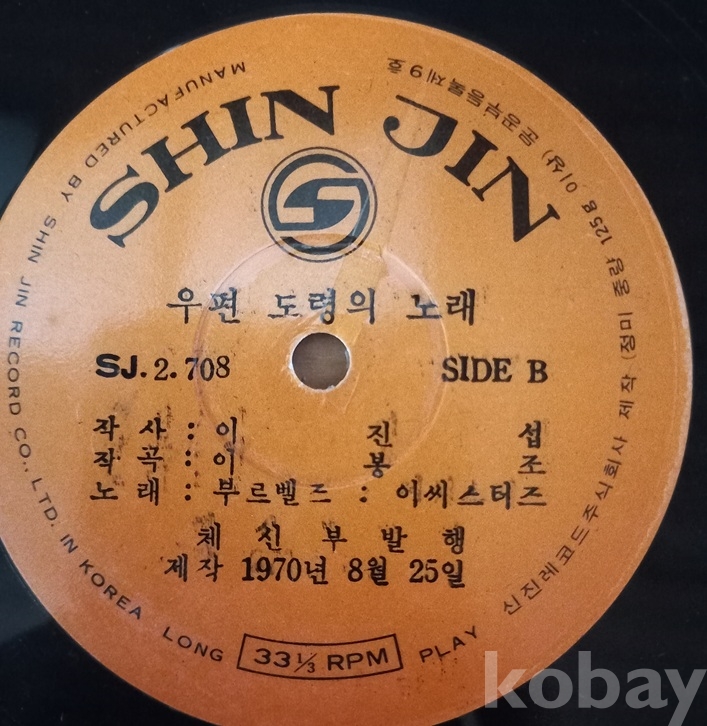 SHIN JIN
우편 도령의 노래
SJ.2.708
SIDE B
작사 : 이 진 섭
작곡 : 이 봉 조
노래 : 부르벨즈 : 이씨스터즈
체신부발행
제작 1970년 8월 25일
MANUFACTURED BY SHIN JIN RECORD CO., LTD. IN KOREA LONG 33⅓ RPM PLAY
신진레코드주식회사 제작 (정미 중량 125g 이상) 문공부등록제9호
kobay